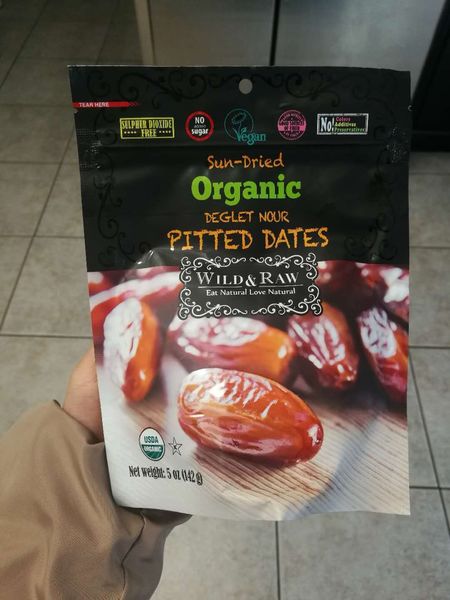 TEAR HERE
SULPHER DIOXIDE
FREE
NO
sugar
Vegan
No
Colors
Additives
Preservatives
Sun-Dried
Organic
DEGLET NOUR
PITTED DATES
WILD & RAW
Eat Natural Love Natural
USDA
ORGANIC
K
Net weight: 5 oz (142 g)